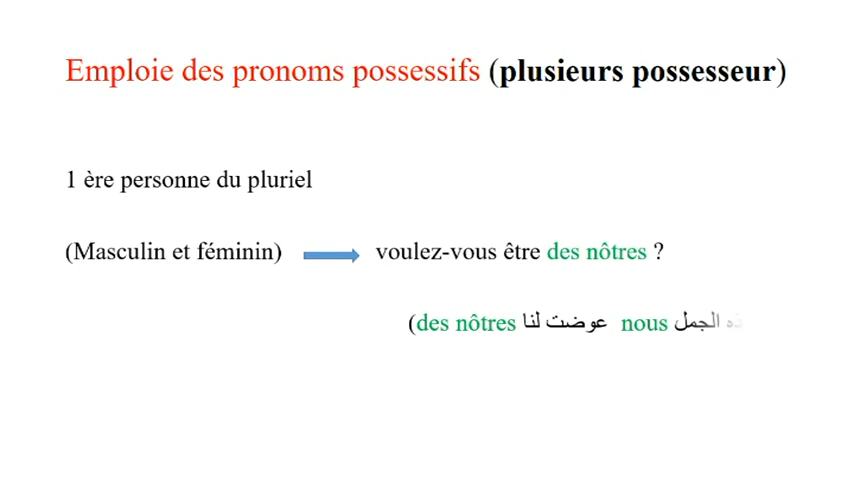 Emploie des pronoms possessifs (plusieurs possesseur)
1 ère personne du pluriel
(Masculin et féminin) voulez-vous être des nôtres ?
الجمل nous عوضت لنا des nôtres)